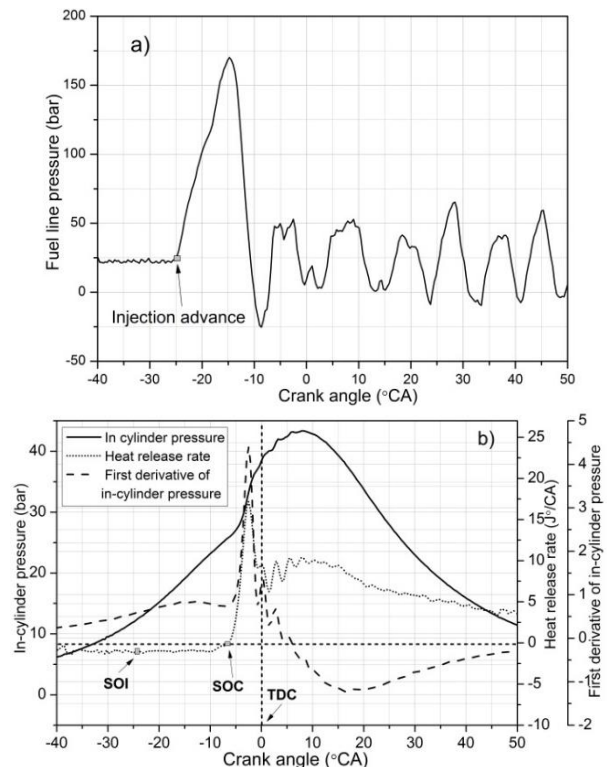 a)
200
150
100
50
0
-50
Fuel line pressure (bar)
Injection advance
-40 -30 -20 -10 0 10 20 30 40 50
Crank angle (°CA)
b)
In cylinder pressure
Heat release rate
First derivative of
in-cylinder pressure
40
30
20
10
0
In-cylinder pressure (bar)
25
20
15
10
5
0
-5
-10
Heat release rate (J°/CA)
5
4
3
2
1
-0
-1
-2
First derivative of in-cylinder pressure
SOI
SOC
TDC
-40 -30 -20 -10 0 10 20 30 40 50
Crank angle (°CA)